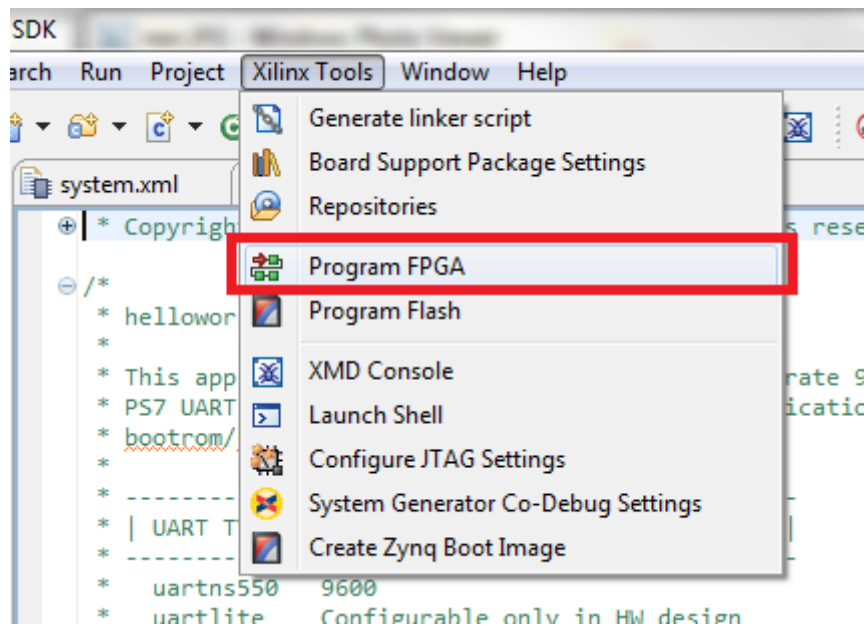 SDK
Run Project Xilinx Tools Window Help
Generate linker script
system.xml
Board Support Package Settings
Repositories
* Copyrigh
s rese
Program FPGA
/*
* hellowor
Program Flash
*
* This app
XMD Console
rate 9
* PS7 UART
Launch Shell
icatio
* bootrom/
*
Configure JTAG Settings
* --------
System Generator Co-Debug Settings
* | UART T
|
* --------
Create Zynq Boot Image
* uartns550 9600
* uartlite Configurable only in HW design